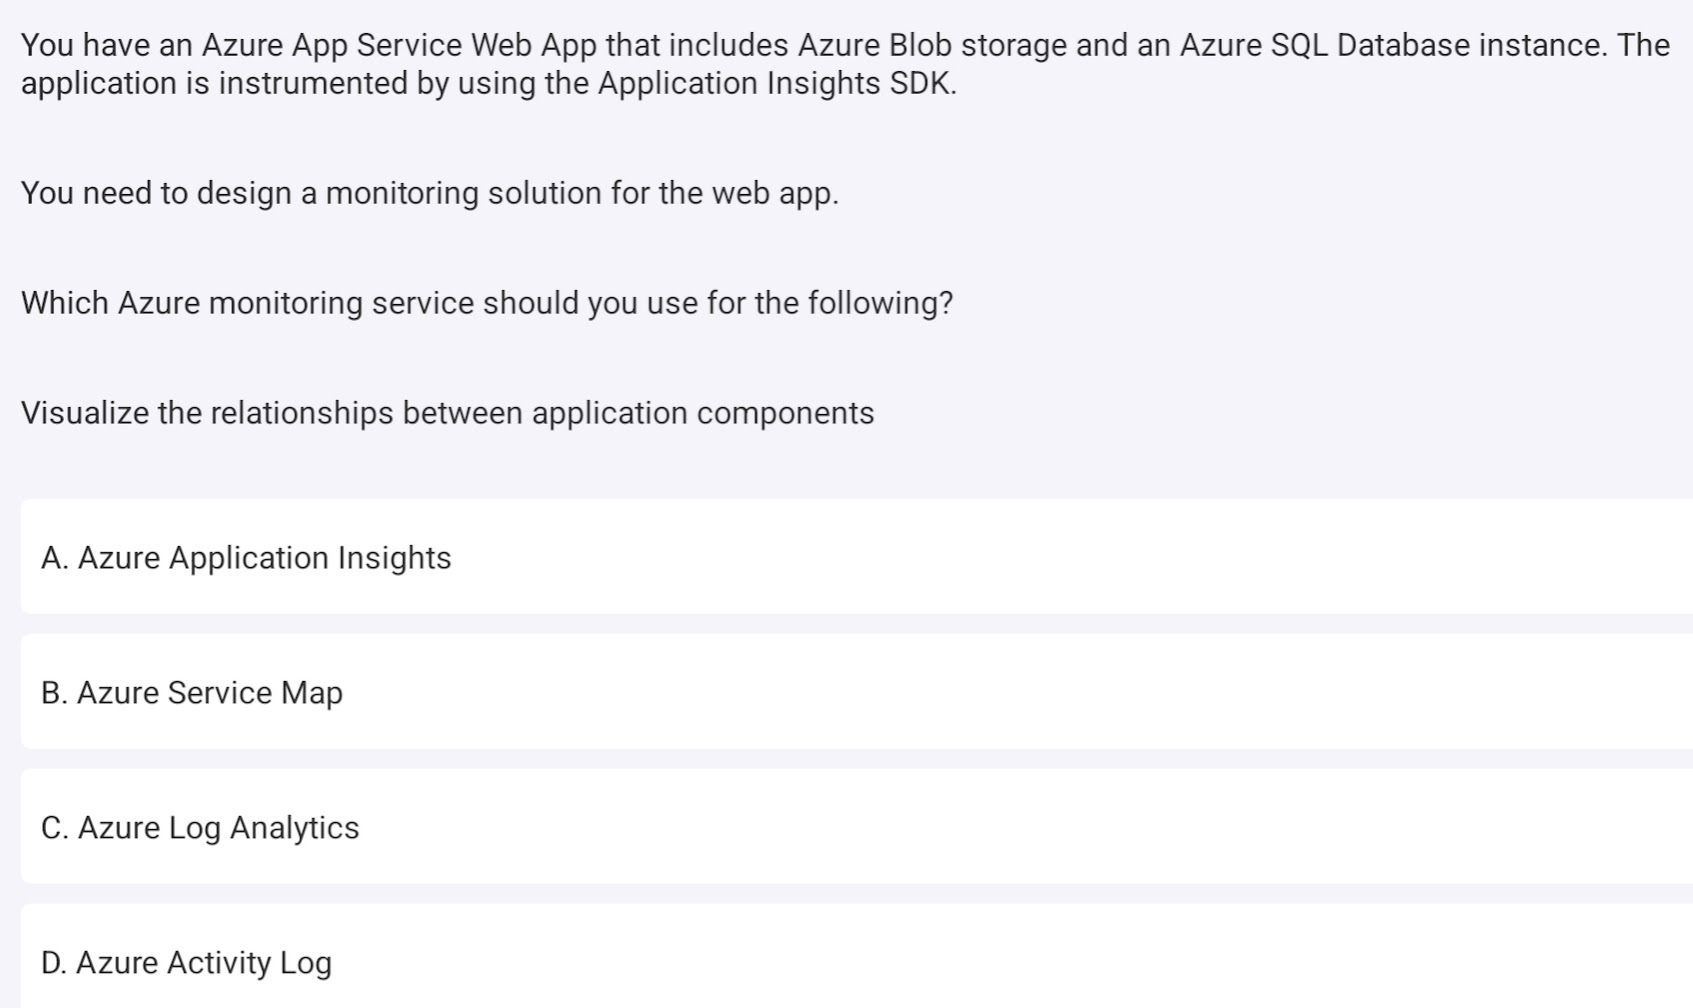 You have an Azure App Service Web App that includes Azure Blob storage and an Azure SQL Database instance. The
application is instrumented by using the Application Insights SDK.
You need to design a monitoring solution for the web app.
Which Azure monitoring service should you use for the following?
Visualize the relationships between application components
A. Azure Application Insights
B. Azure Service Map
C. Azure Log Analytics
D. Azure Activity Log